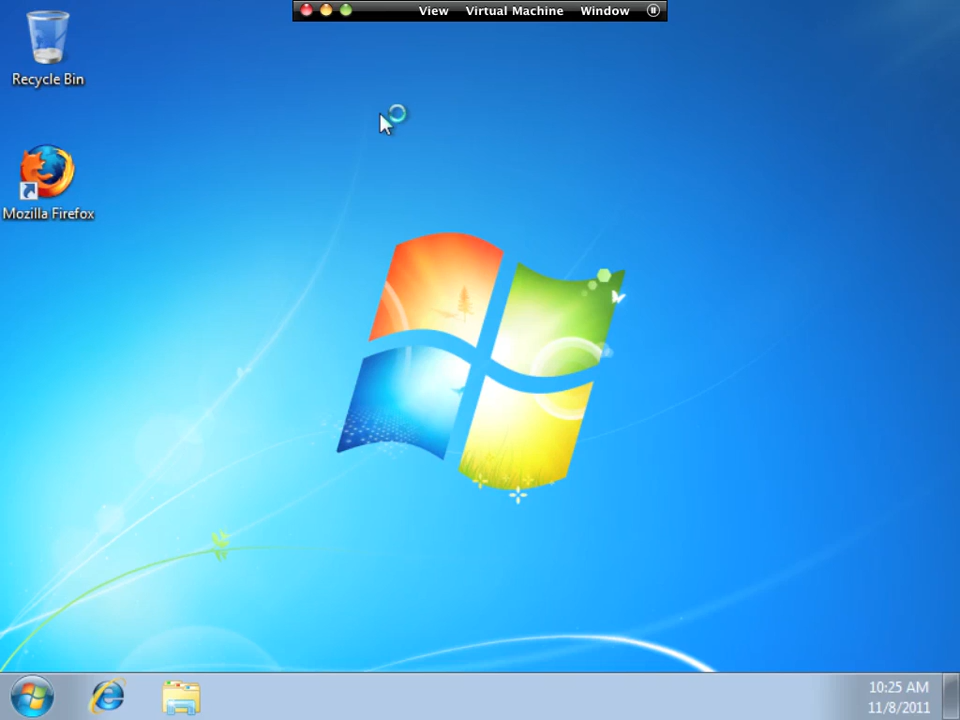 View Virtual Machine Window
Recycle Bin
Mozilla Firefox
10:25 AM
11/8/2011